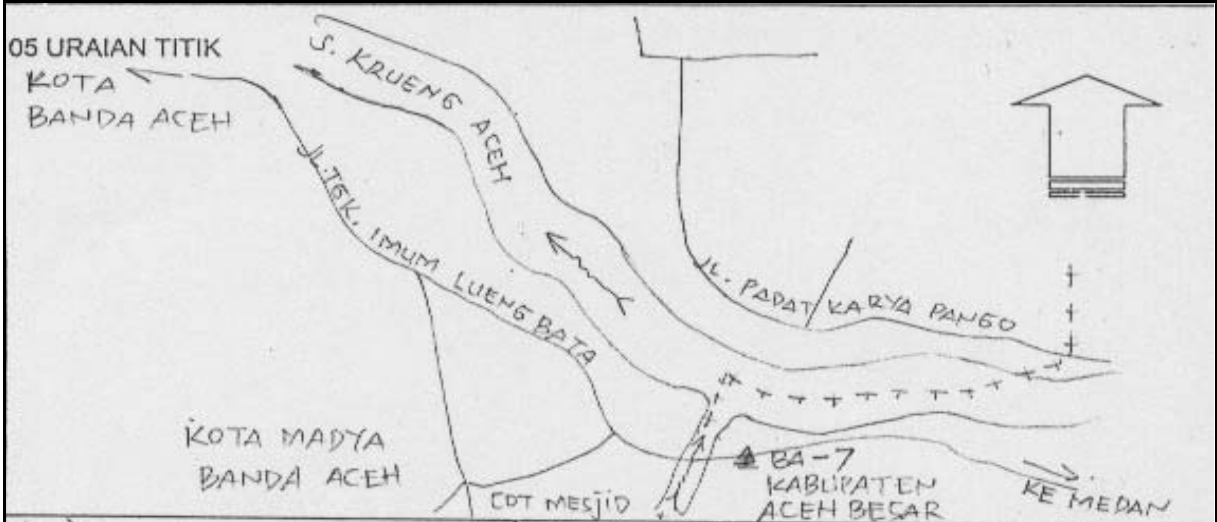 05 URAIAN TITIK
KOTA
BANDA ACEH
S. KRUENG ACEH
JL. TGK. IMUM LUENG BATA
JL. PADAT KARYA PANGO
KOTA MADYA
BANDA ACEH
COT MESJID
BA-7
KABUPATEN
ACEH BESAR
KE MEDAN